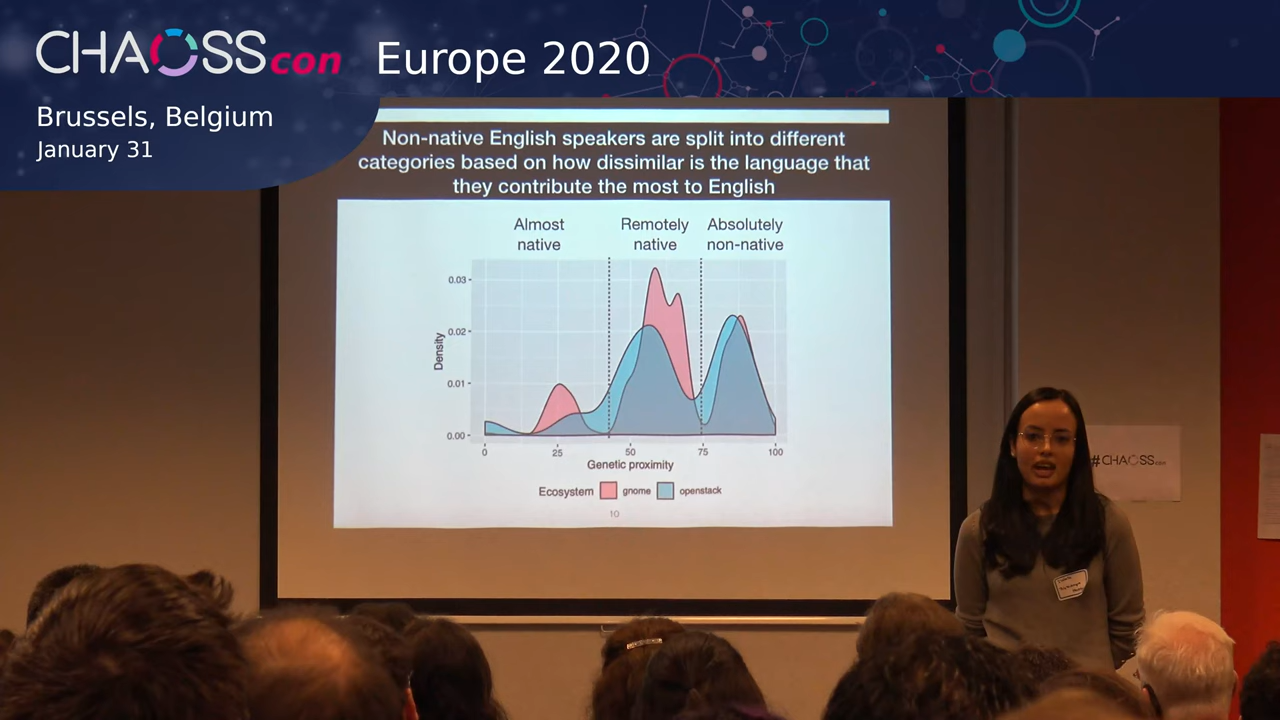 CHAOSScon Europe 2020
Brussels, Belgium
January 31
Non-native English speakers are split into different
categories based on how dissimilar is the language that
they contribute the most to English
Almost
native
Remotely
native
Absolutely
non-native
0.03
0.02
0.01
0.00
Density
0
25
50
75
100
Genetic proximity
Ecosystem gnome openstack
10
#CHAOSScon